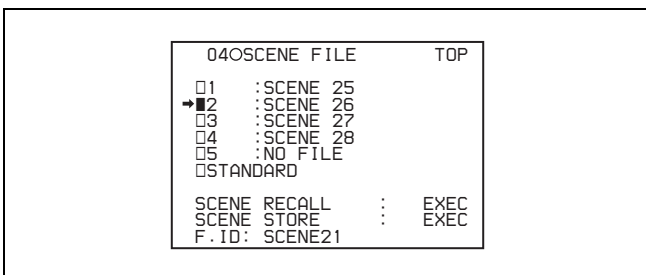 04○SCENE FILE TOP
□1 :SCENE 25
➡■2 :SCENE 26
□3 :SCENE 27
□4 :SCENE 28
□5 :NO FILE
□STANDARD
SCENE RECALL : EXEC
SCENE STORE : EXEC
F.ID: SCENE21